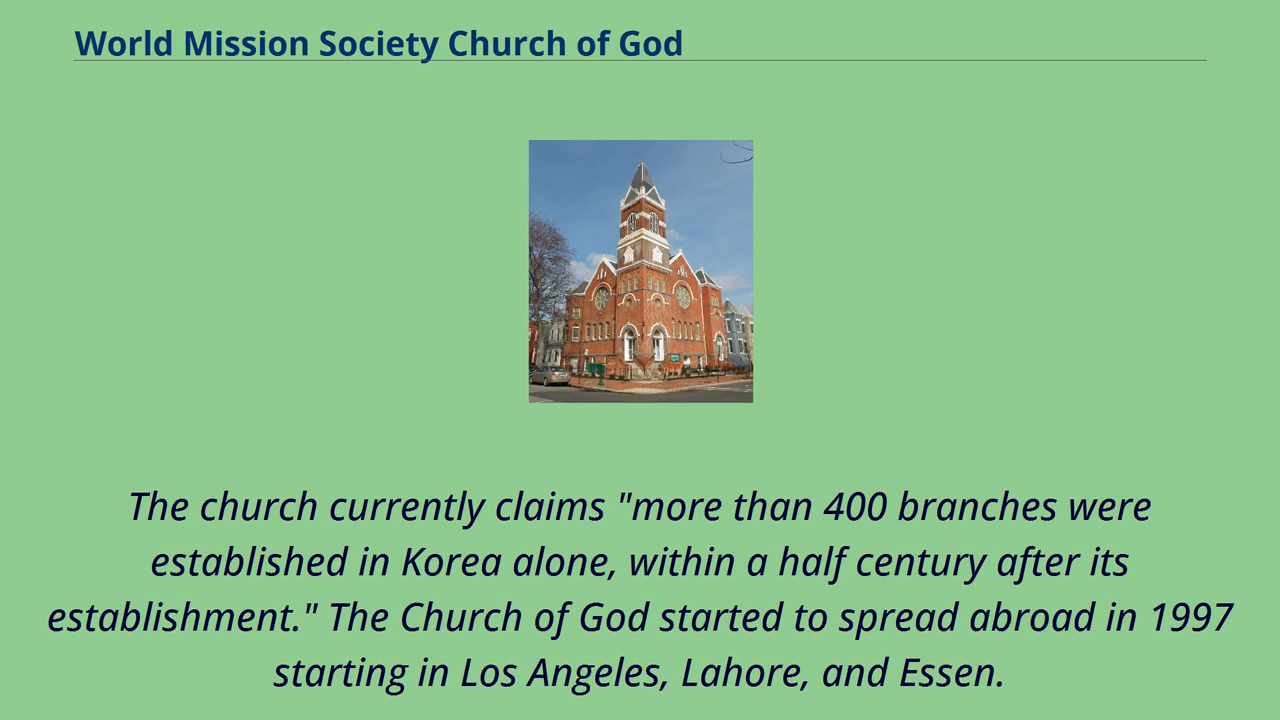 World Mission Society Church of God
The church currently claims "more than 400 branches were
established in Korea alone, within a half century after its
establishment." The Church of God started to spread abroad in 1997
starting in Los Angeles, Lahore, and Essen.